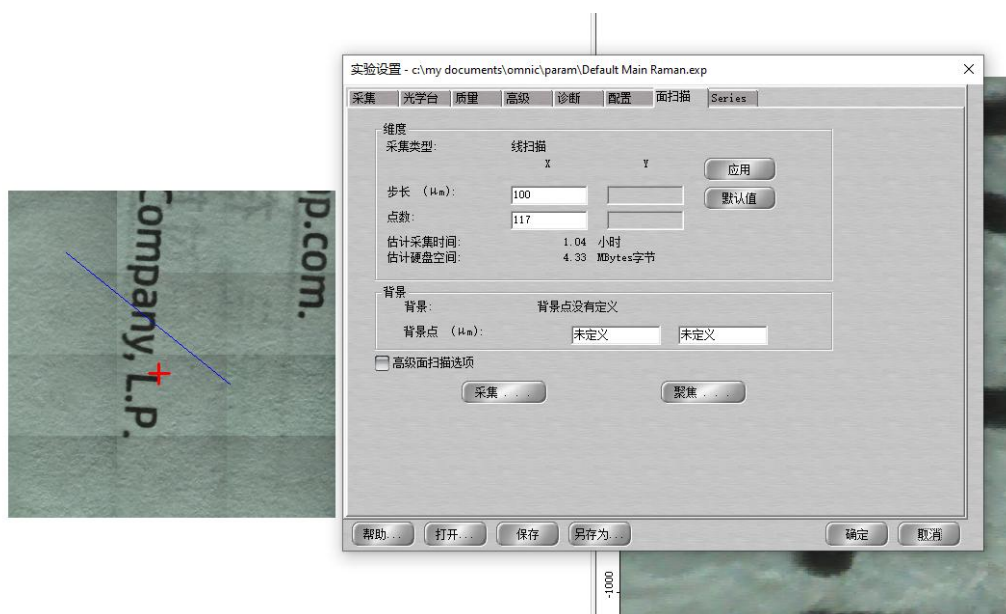 实验设置 - c:\my documents\omnic\param\Default Main Raman.exp
采集 光学台 质量 高级 诊断 配置 面扫描 Series
维度
采集类型: 线扫描
X Y
应用
步长 (μm): 100
默认值
点数: 117
估计采集时间: 1.04 小时
估计硬盘空间: 4.33 MBytes字节
背景
背景: 背景点没有定义
背景点 (μm): 未定义 未定义
高级面扫描选项
采集 . . . 聚焦 . . .
帮助... 打开... 保存 另存为... 确定 取消
p.com.
Company, L.P.
-1000